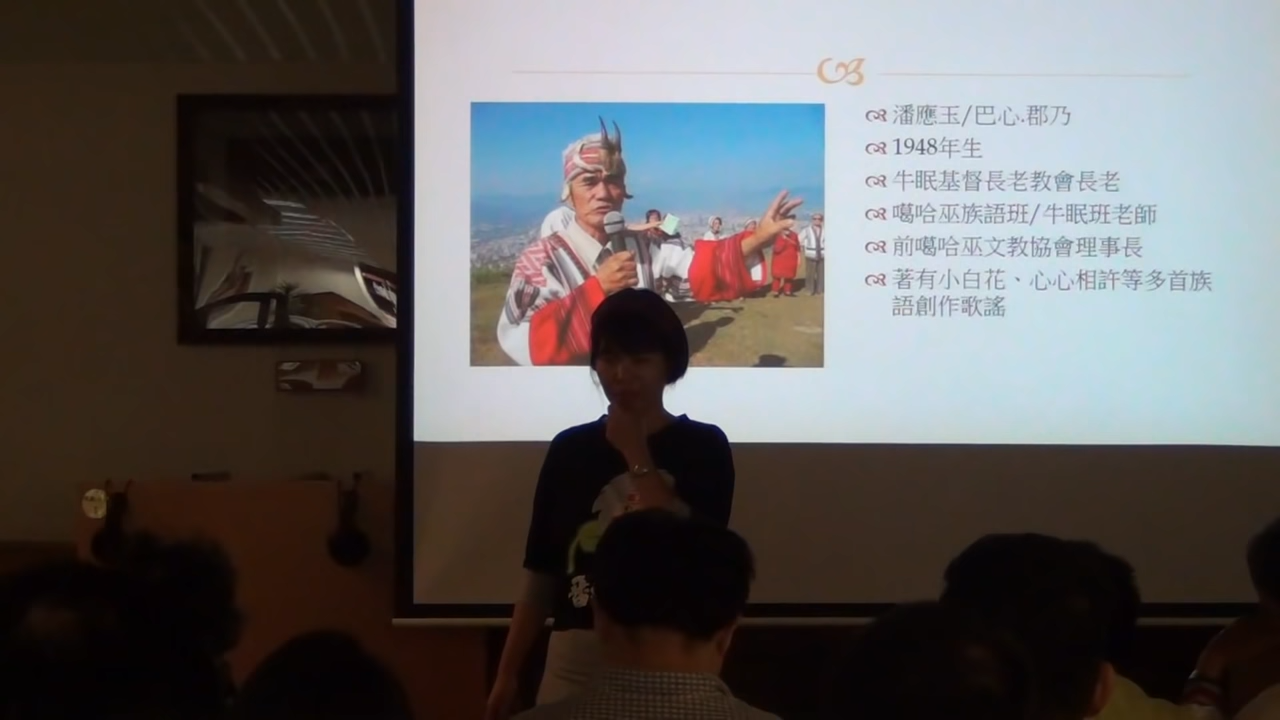 潘應玉/巴心.郡乃
1948年生
牛眠基督長老教會長老
噶哈巫族語班/牛眠班老師
前噶哈巫文教協會理事長
著有小白花、心心相許等多首族
語創作歌謠
番